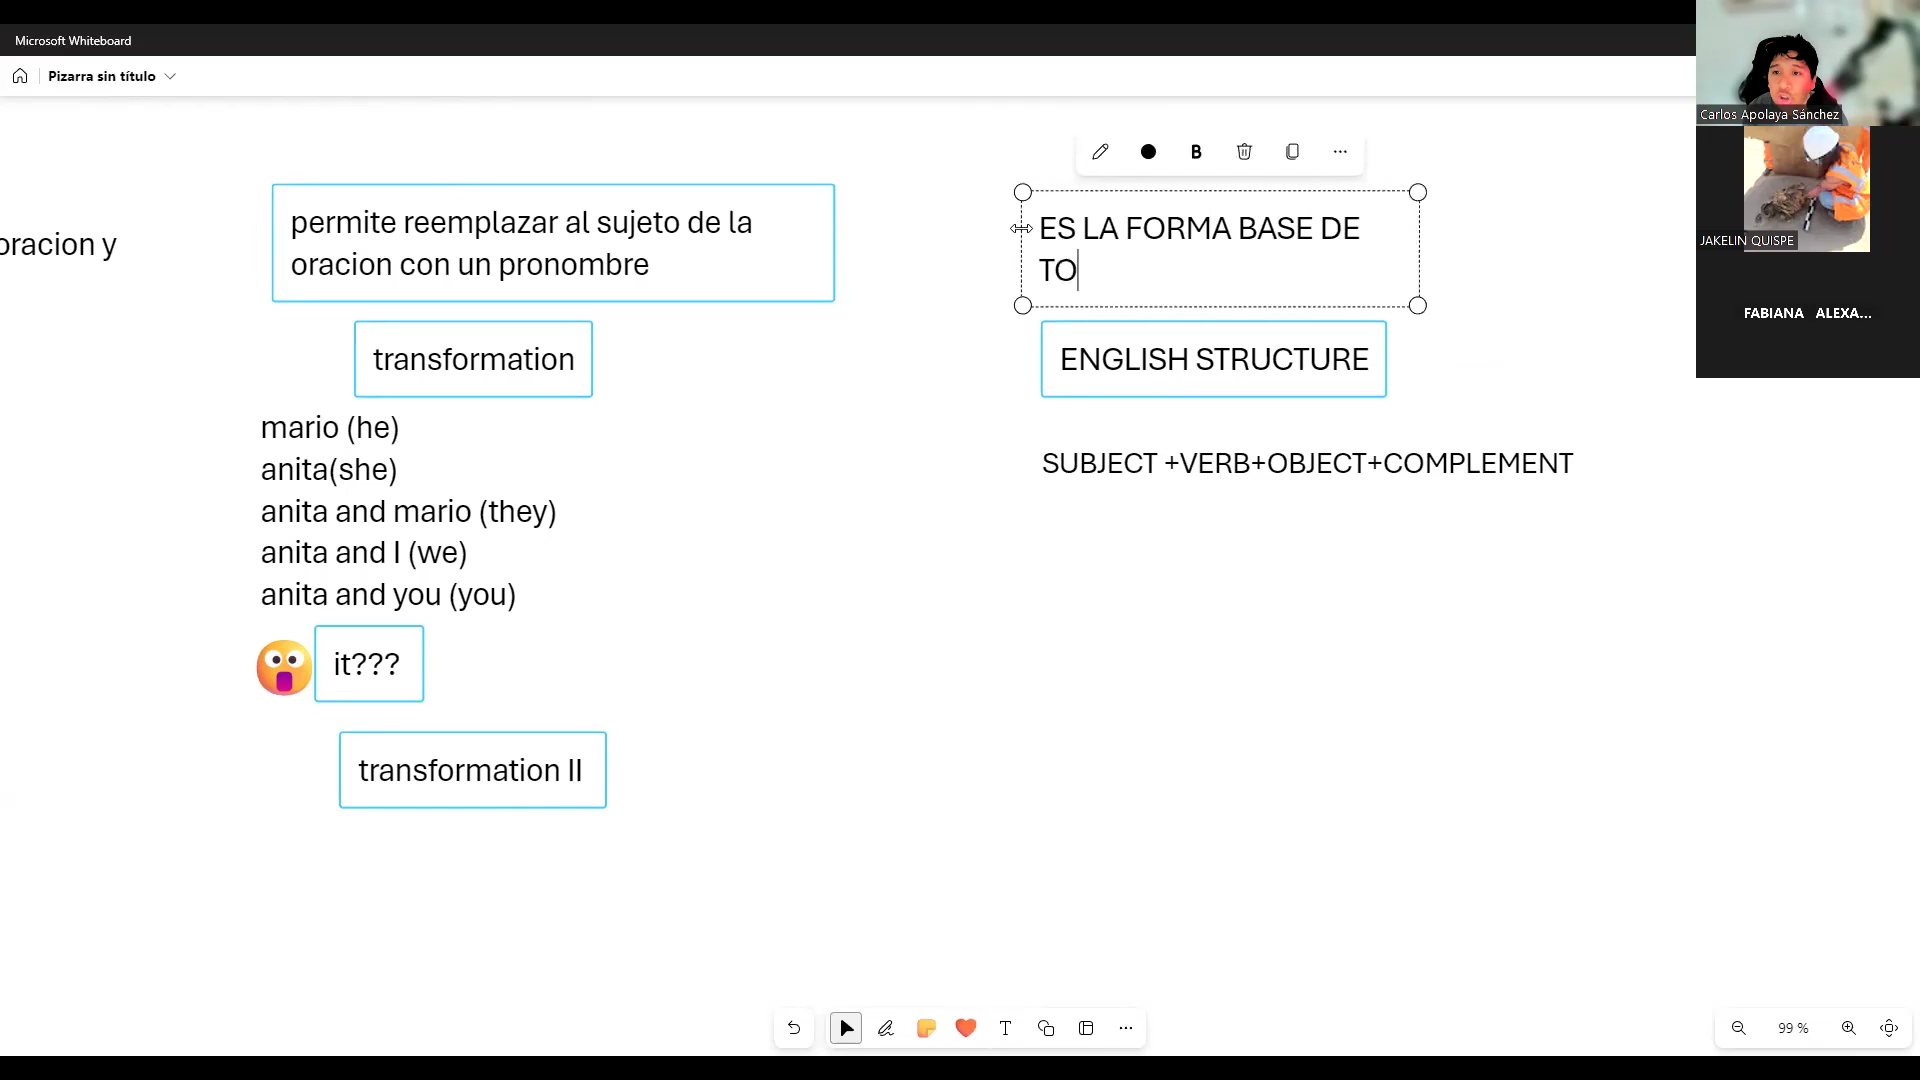 Microsoft Whiteboard
Pizarra sin título
oracion y
permite reemplazar al sujeto de la
oracion con un pronombre
transformation
mario (he)
anita(she)
anita and mario (they)
anita and I (we)
anita and you (you)
it???
transformation II
B
ES LA FORMA BASE DE
TO
ENGLISH STRUCTURE
SUBJECT +VERB+OBJECT+COMPLEMENT
Carlos Apolaya Sánchez
JAKELIN QUISPE
FABIANA ALEXA...
T
99 %